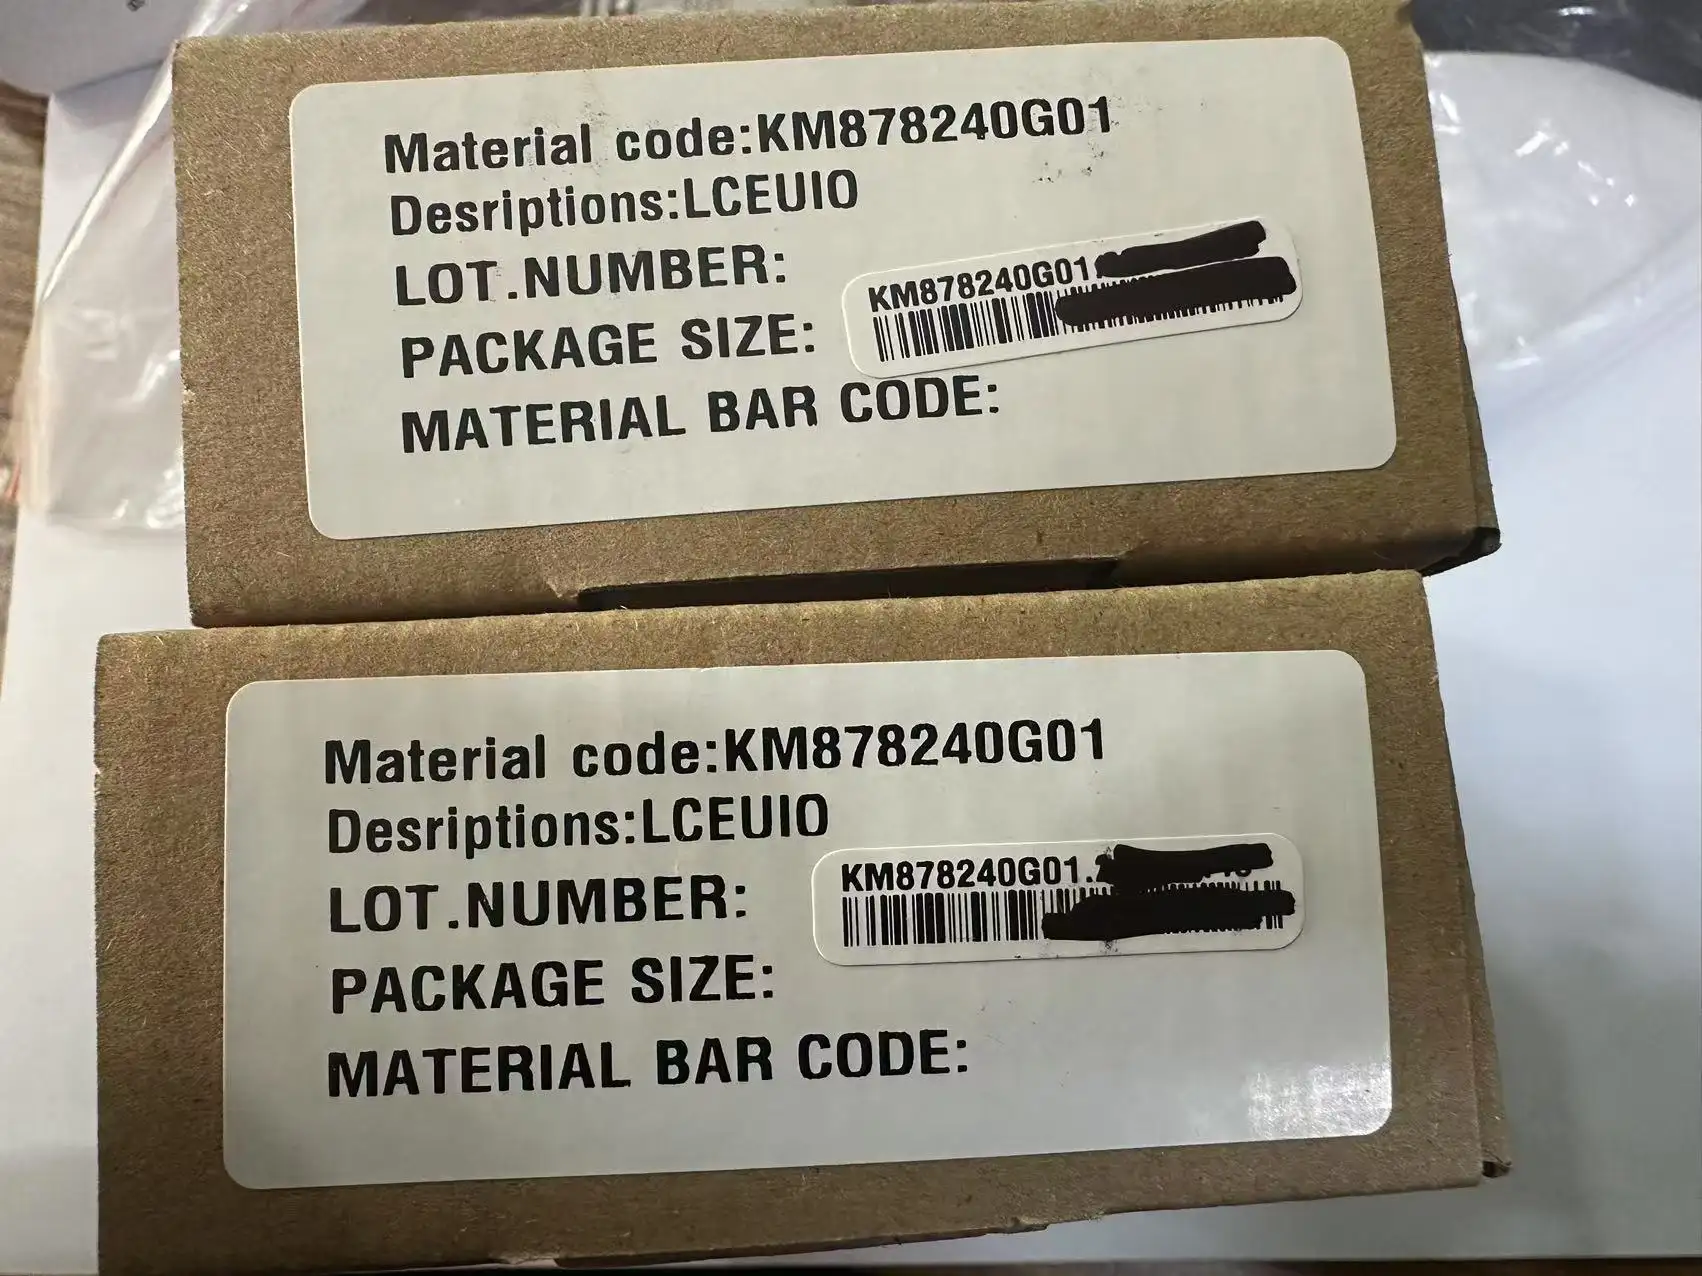 Material code:KM878240G01
Desriptions:LCEUIO
LOT.NUMBER:
KM878240G01
PACKAGE SIZE:
MATERIAL BAR CODE:
Material code:KM878240G01
Desriptions:LCEUIO
LOT.NUMBER:
KM878240G01.
PACKAGE SIZE:
MATERIAL BAR CODE: